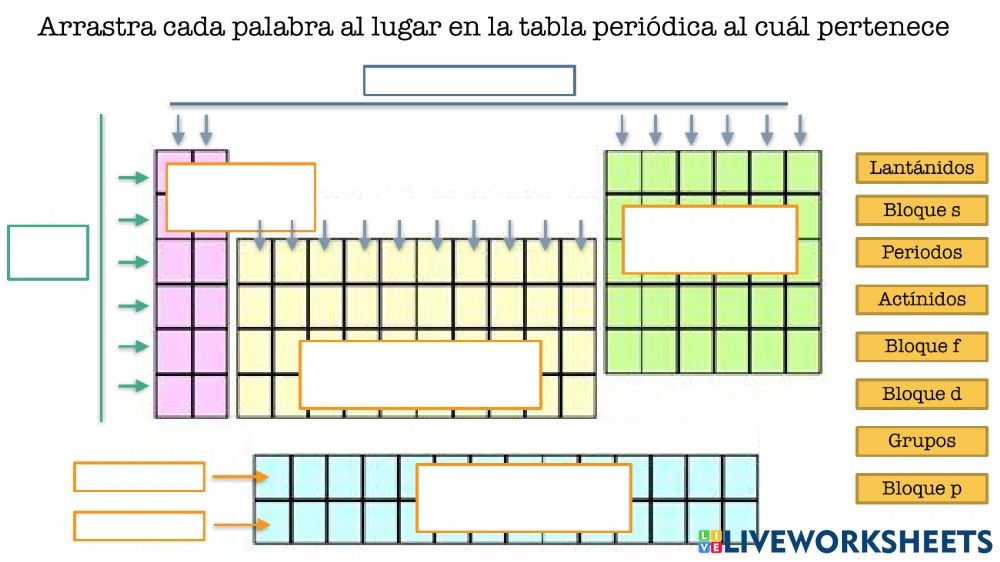 Arrastra cada palabra al lugar en la tabla periódica al cuál pertenece
Lantánidos
Bloque s
Periodos
Actínidos
Bloque f
Bloque d
Grupos
Bloque p
LIVE LIVEWORKSHEETS